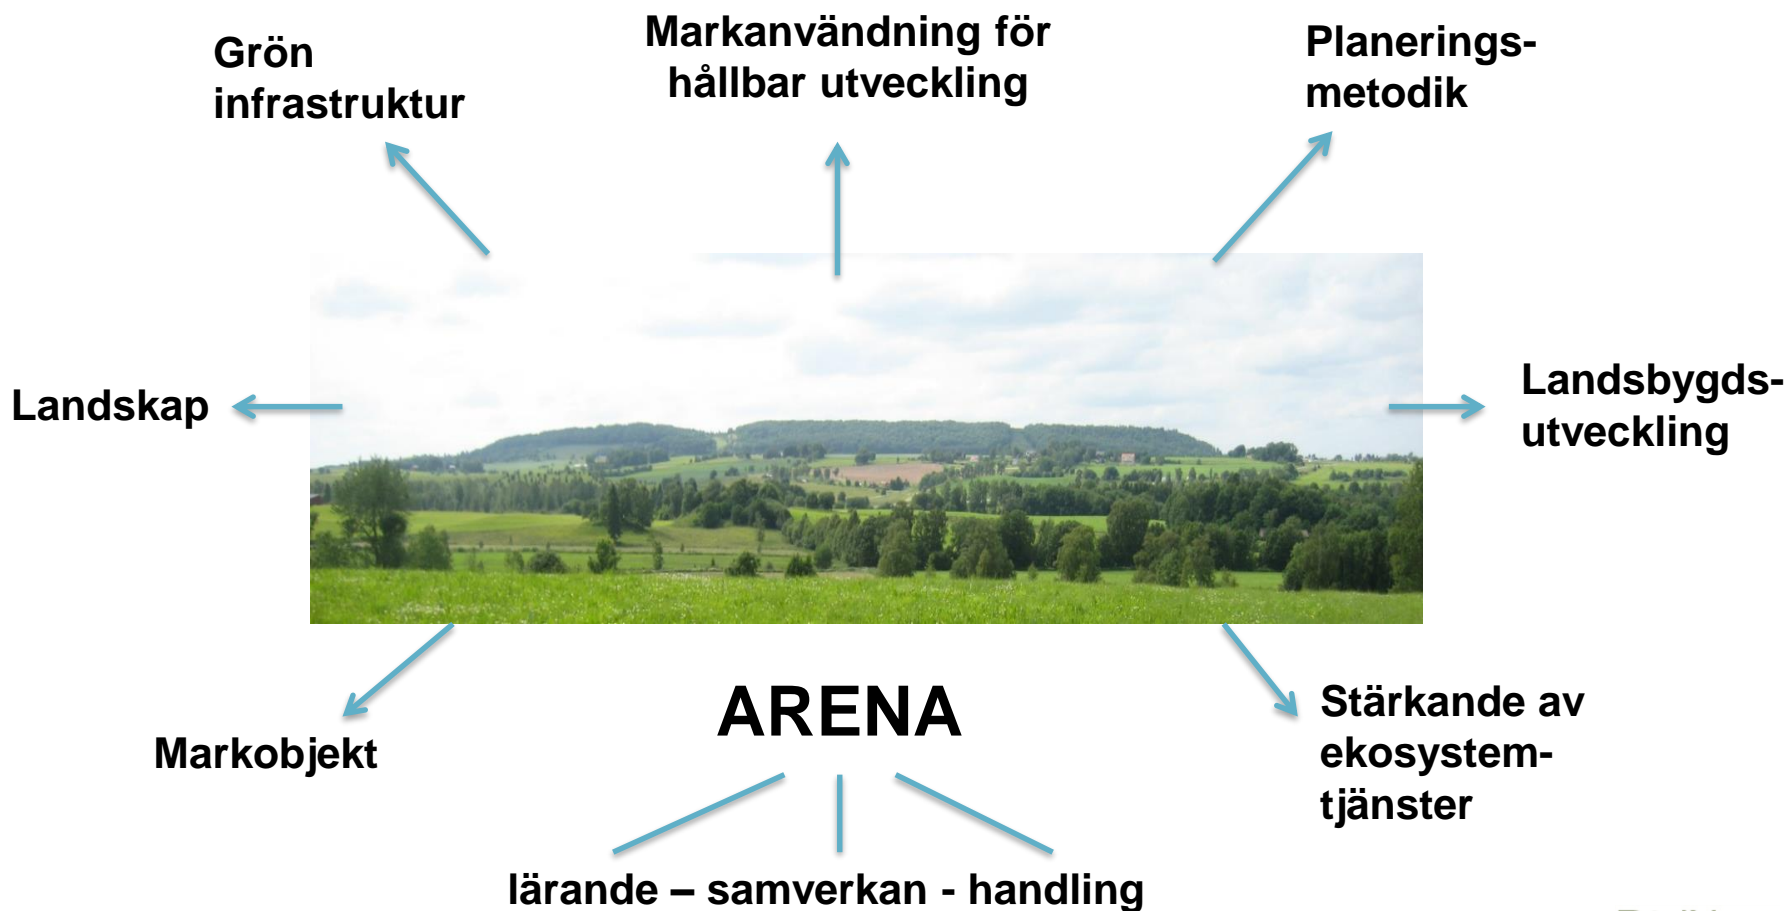 Grön
infrastruktur
Markanvändning för
hållbar utveckling
Planerings-
metodik
Landskap
Landsbygds-
utveckling
Markobjekt
ARENA
Stärkande av
ekosystem-
tjänster
lärande – samverkan - handling